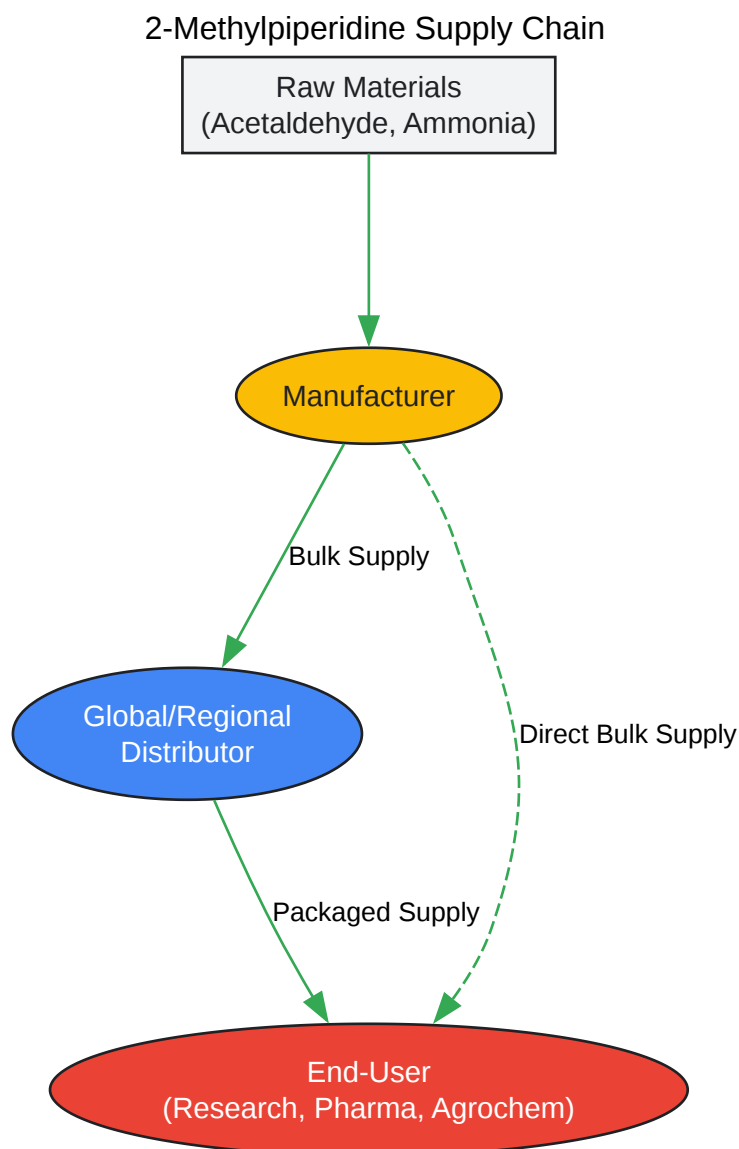 2-Methylpiperidine Supply Chain
Raw Materials
(Acetaldehyde, Ammonia)
Manufacturer
Bulk Supply
Global/Regional
Distributor
Direct Bulk Supply
Packaged Supply
End-User
(Research, Pharma, Agrochem)